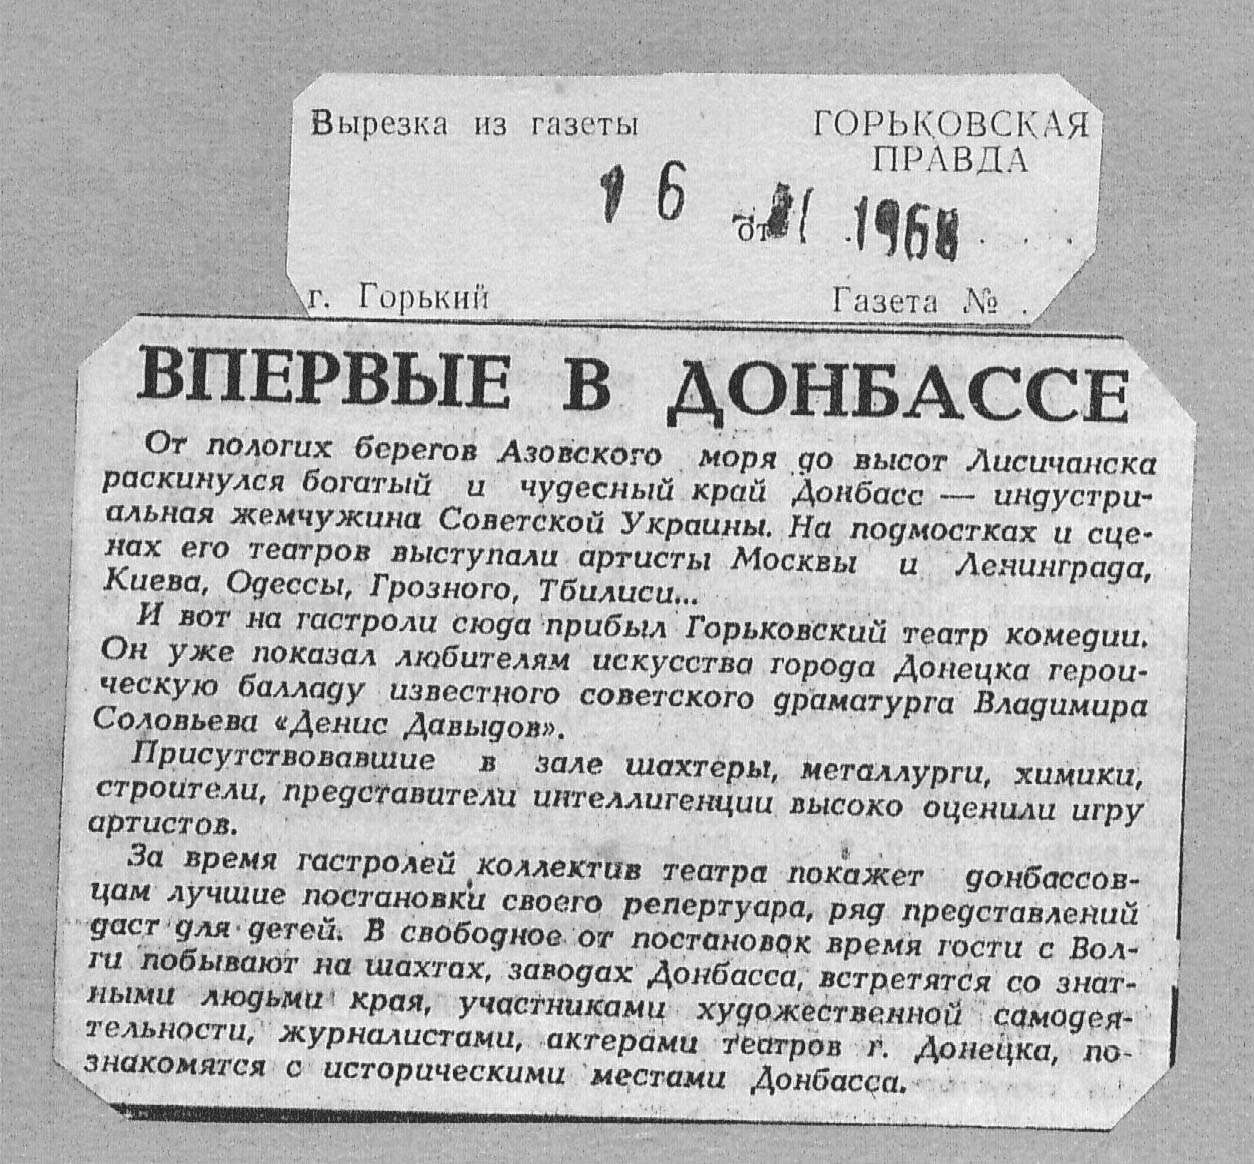 Вырезка из газеты
ГОРЬКОВСКАЯ
ПРАВДА
16
от 1968
г. Горький
Газета №
ВПЕРВЫЕ В ДОНБАССЕ
От пологих берегов Азовского моря до высот Лисичанска
раскинулся богатый и чудесный край Донбасс — индустри-
альная жемчужина Советской Украины. На подмостках и сце-
нах его театров выступали артисты Москвы и Ленинграда,
Киева, Одессы, Грозного, Тбилиси...
И вот на гастроли сюда прибыл Горьковский театр комедии.
Он уже показал любителям искусства города Донецка герои-
ческую балладу известного советского драматурга Владимира
Соловьева «Денис Давыдов».
Присутствовавшие в зале шахтеры, металлурги, химики,
строители, представители интеллигенции высоко оценили игру
артистов.
За время гастролей коллектив театра покажет донбассов-
цам лучшие постановки своего репертуара, ряд представлений
даст для детей. В свободное от постановок время гости с Вол-
ги побывают на шахтах, заводах Донбасса, встретятся со знат-
ными людьми края, участниками художественной самодея-
тельности, журналистами, актерами театров г. Донецка, по-
знакомятся с историческими местами Донбасса.